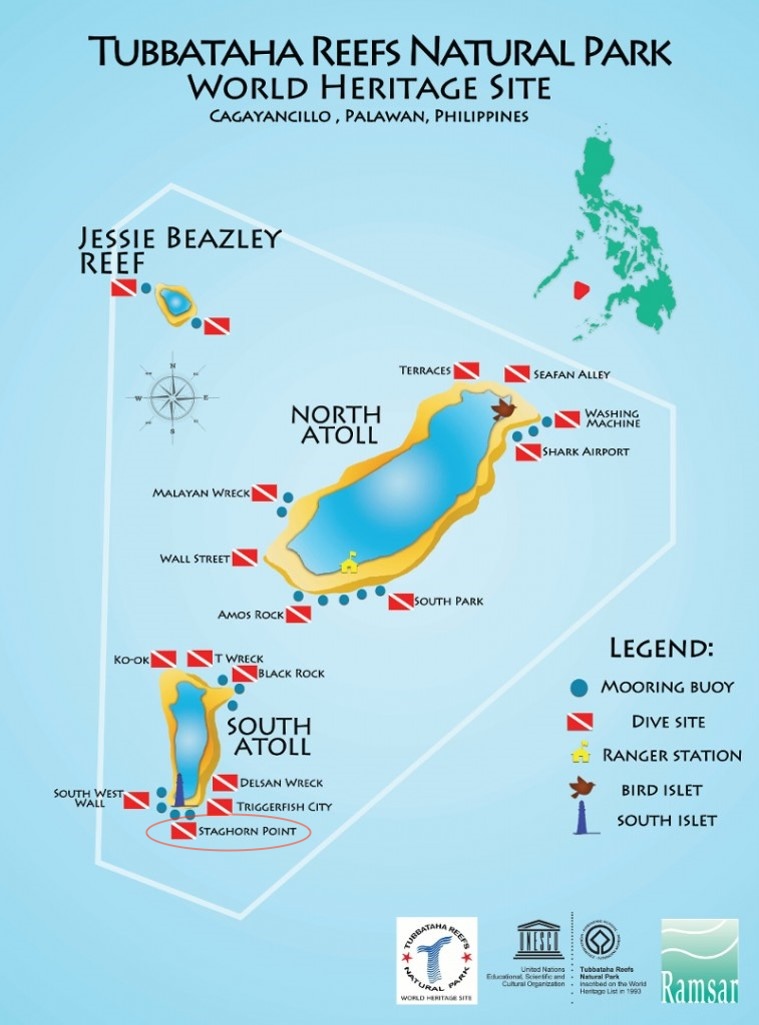 TUBBATAHA REEFS NATURAL PARK
WORLD HERITAGE SITE
CAGAYANCILLO , PALAWAN, PHILIPPINES
JESSIE BEAZLEY
REEF
N
W
E
S
TERRACES
SEAFAN ALLEY
NORTH
ATOLL
WASHING
MACHINE
SHARK AIRPORT
MALAYAN WRECK
WALL STREET
AMOS ROCK
SOUTH PARK
KO-OK
T WRECK
BLACK ROCK
SOUTH
ATOLL
SOUTH WEST
WALL
DELSAN WRECK
TRIGGERFISH CITY
STAGHORN POINT
LEGEND:
MOORING BUOY
DIVE SITE
RANGER STATION
BIRD ISLET
SOUTH ISLET
TUBBATAHA REEFS
NATURAL PARK
WORLD HERITAGE SITE
UNESCO
United Nations
Educational, Scientific and
Cultural Organization
Tubbataha Reefs
Natural Park
inscribed on the World
Heritage List in 1993
Ramsar